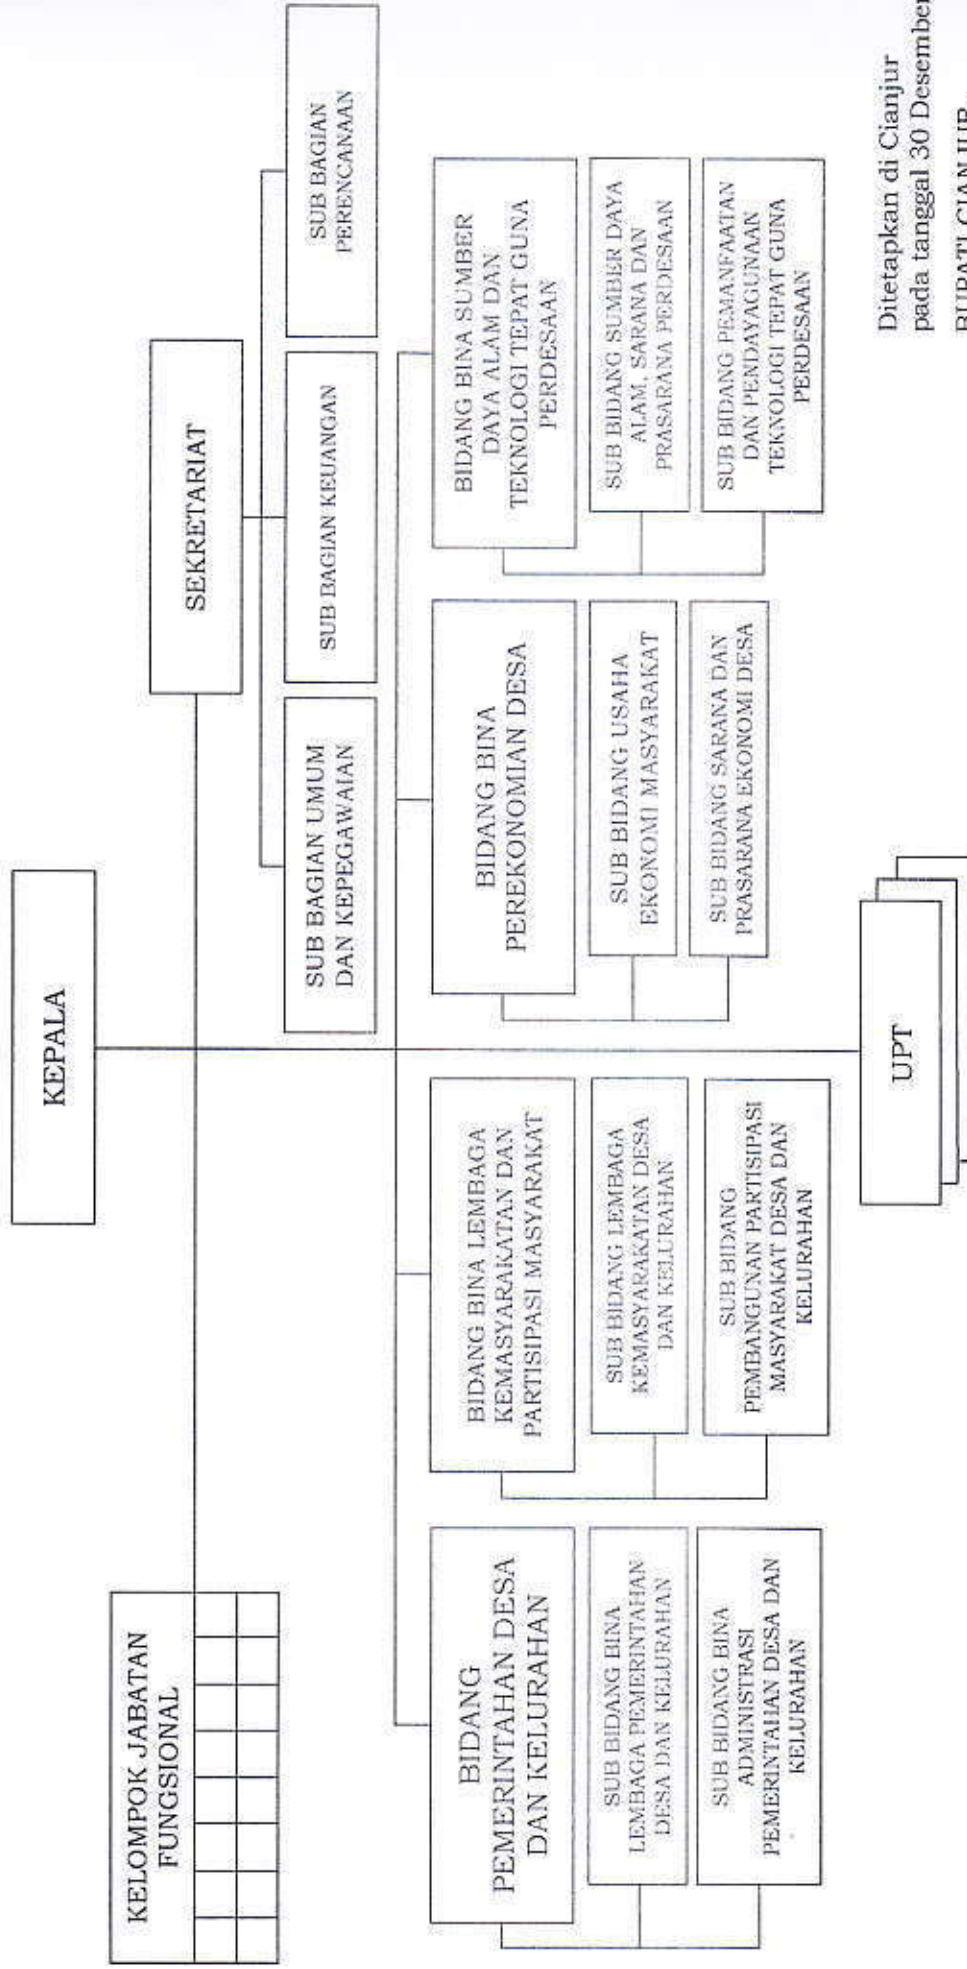 KEPALA
KELOMPOK JABATAN
FUNGSIONAL
SEKRETARIAT
SUB BAGIAN UMUM
DAN KEPEGAWAIAN
SUB BAGIAN KEUANGAN
SUB BAGIAN
PERENCANAAN
BIDANG
PEMERINTAHAN DESA
DAN KELURAHAN
SUB BIDANG BINA
LEMBAGA PEMERINTAHAN
DESA DAN KELURAHAN
SUB BIDANG BINA
ADMINISTRASI
PEMERINTAHAN DESA DAN
KELURAHAN
BIDANG BINA LEMBAGA
KEMASYARAKATAN DAN
PARTISIPASI MASYARAKAT
SUB BIDANG LEMBAGA
KEMASYARAKATAN DESA
DAN KELURAHAN
SUB BIDANG
PEMBANGUNAN PARTISIPASI
MASYARAKAT DESA DAN
KELURAHAN
BIDANG BINA
PEREKONOMIAN DESA
SUB BIDANG USAHA
EKONOMI MASYARAKAT
SUB BIDANG SARANA DAN
PRASARANA EKONOMI DESA
BIDANG BINA SUMBER
DAYA ALAM DAN
TEKNOLOGI TEPAT GUNA
PERDESAAN
SUB BIDANG SUMBER DAYA
ALAM, SARANA DAN
PRASARANA PERDESAAN
SUB BIDANG PEMANFAATAN
DAN PENDAYAGUNAAN
TEKNOLOGI TEPAT GUNA
PERDESAAN
UPT
Ditetapkan di Cianjur
pada tanggal 30 Desember
BUPATI CIANJUR